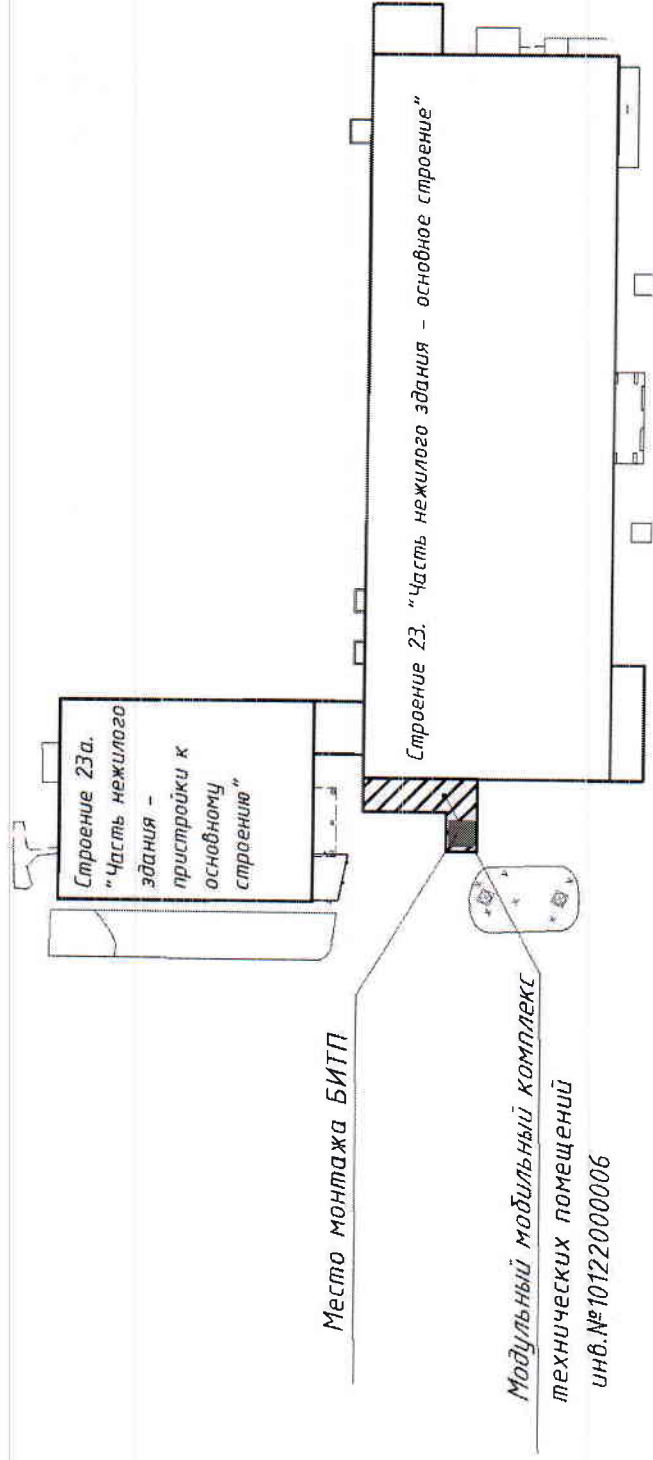 Строение 23а.
"Часть нежилого
здания –
пристройки к
основному
строению"
Строение 23. "Часть нежилого здания – основное строение"
Место монтажа БИТП
Модульный мобильный комплекс
технических помещений
инв.№10122000006